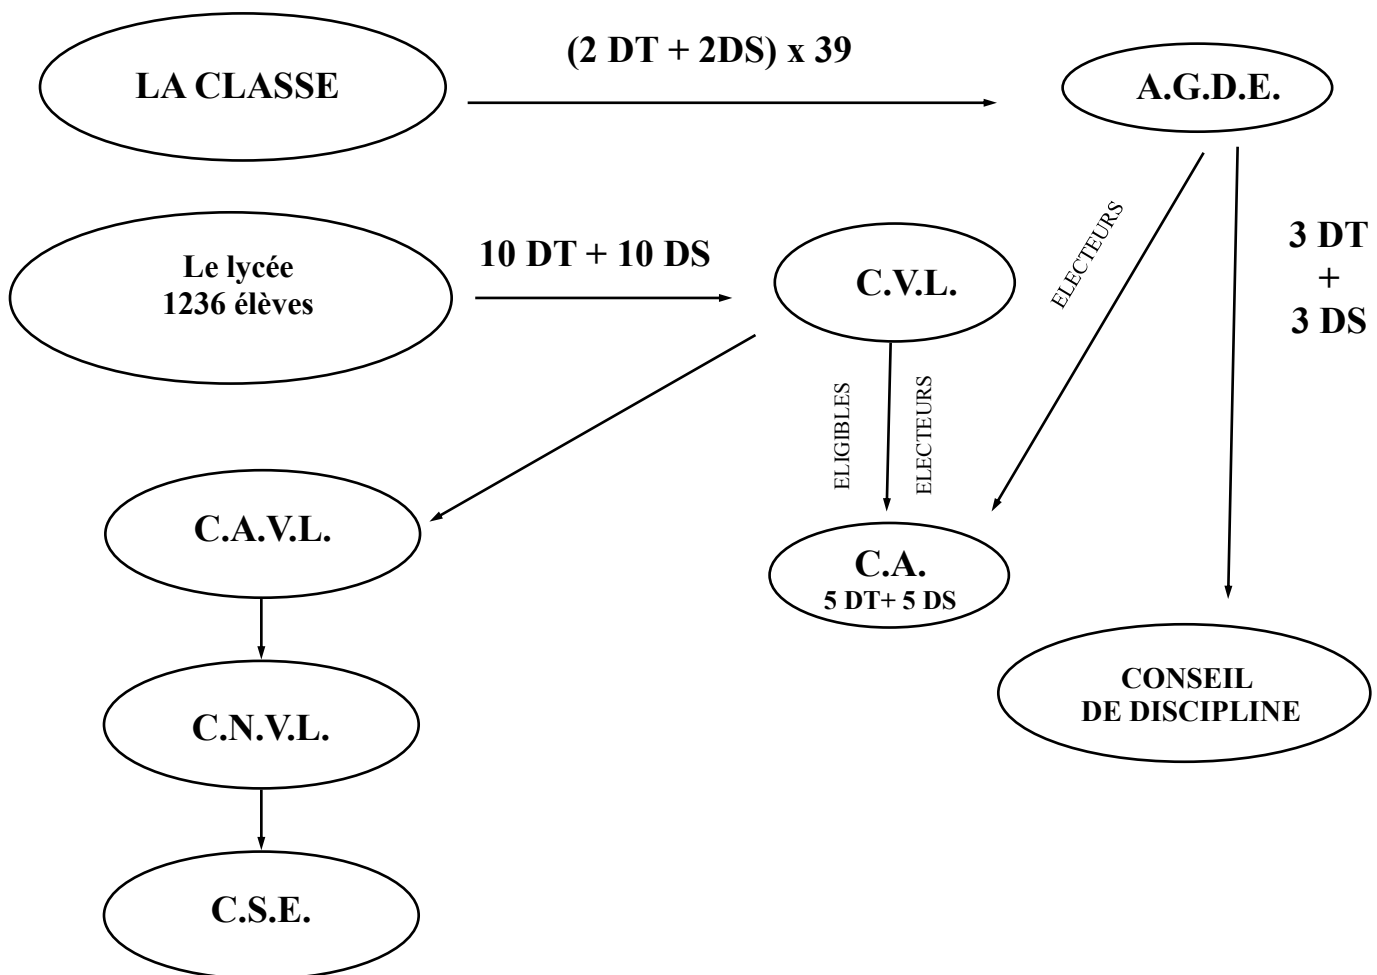 (2 DT + 2DS) x 39
LA CLASSE
A.G.D.E.
Le lycée
1236 élèves
10 DT + 10 DS
C.V.L.
ELECTEURS
3 DT
+
3 DS
ELIGIBLES
ELECTEURS
C.A.V.L.
C.A.
5 DT+ 5 DS
C.N.V.L.
CONSEIL
DE DISCIPLINE
C.S.E.